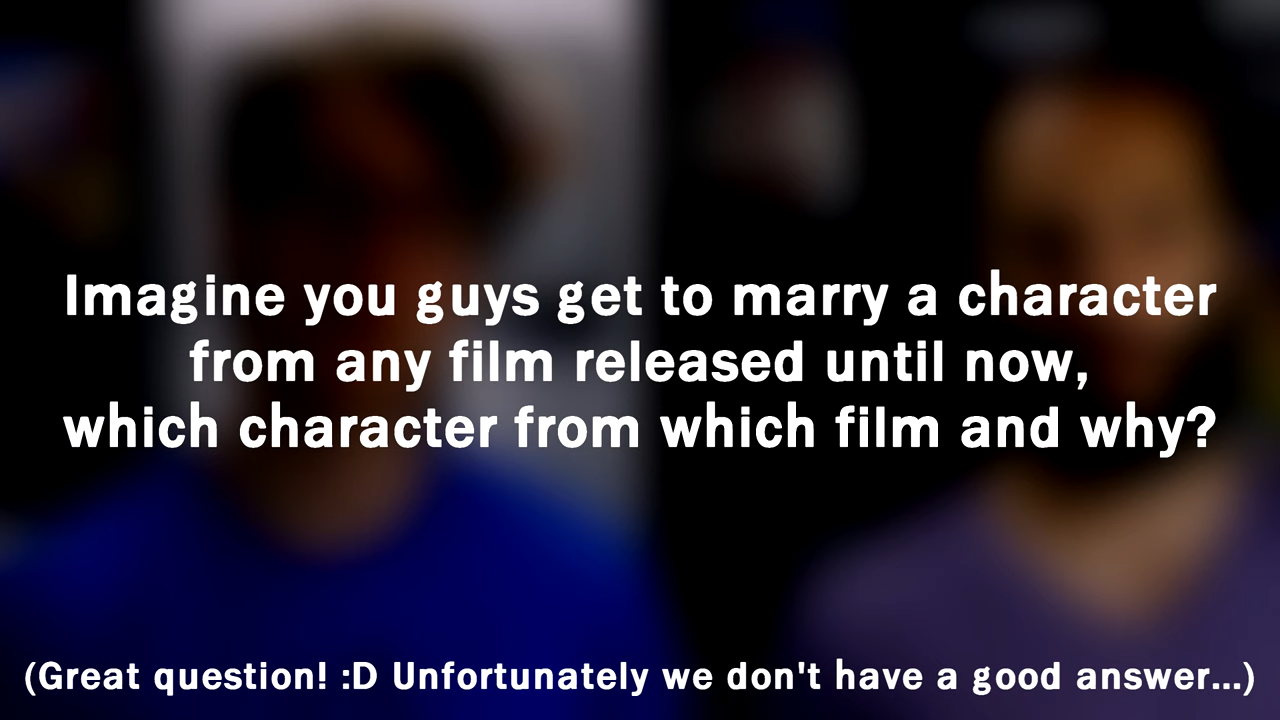 Imagine you guys get to marry a character
from any film released until now,
which character from which film and why?
(Great question! :D Unfortunately we don't have a good answer...)